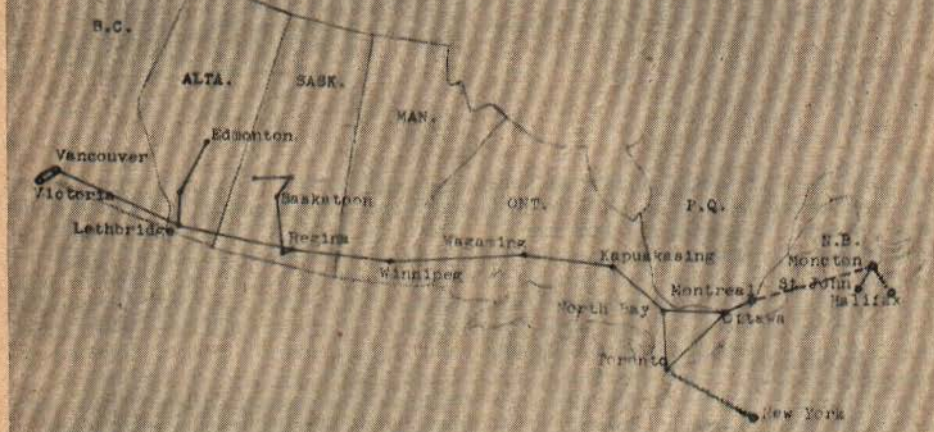 B.C.
ALTA.
SASK.
MAN.
Edmonton
Vancouver
Victoria
Saskatoon
ONT.
P.Q.
Lethbridge
Regina
Wagaming
N.B.
Winnipeg
Kapuskasing
Moncton
Montreal
St John
Halifax
North Bay
Ottawa
Toronto
New York